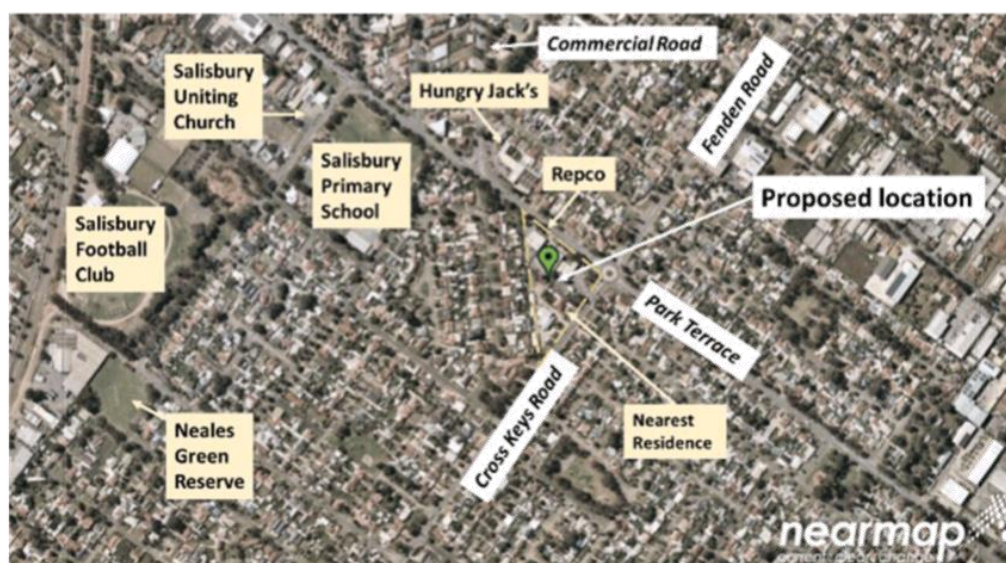 Commercial Road
Salisbury
Uniting
Church
Hungry Jack's
Fenden Road
Salisbury
Primary
School
Repco
Proposed location
Salisbury
Football
Club
Park Terrace
Cross Keys Road
Nearest
Residence
Neales
Green
Reserve
nearmap